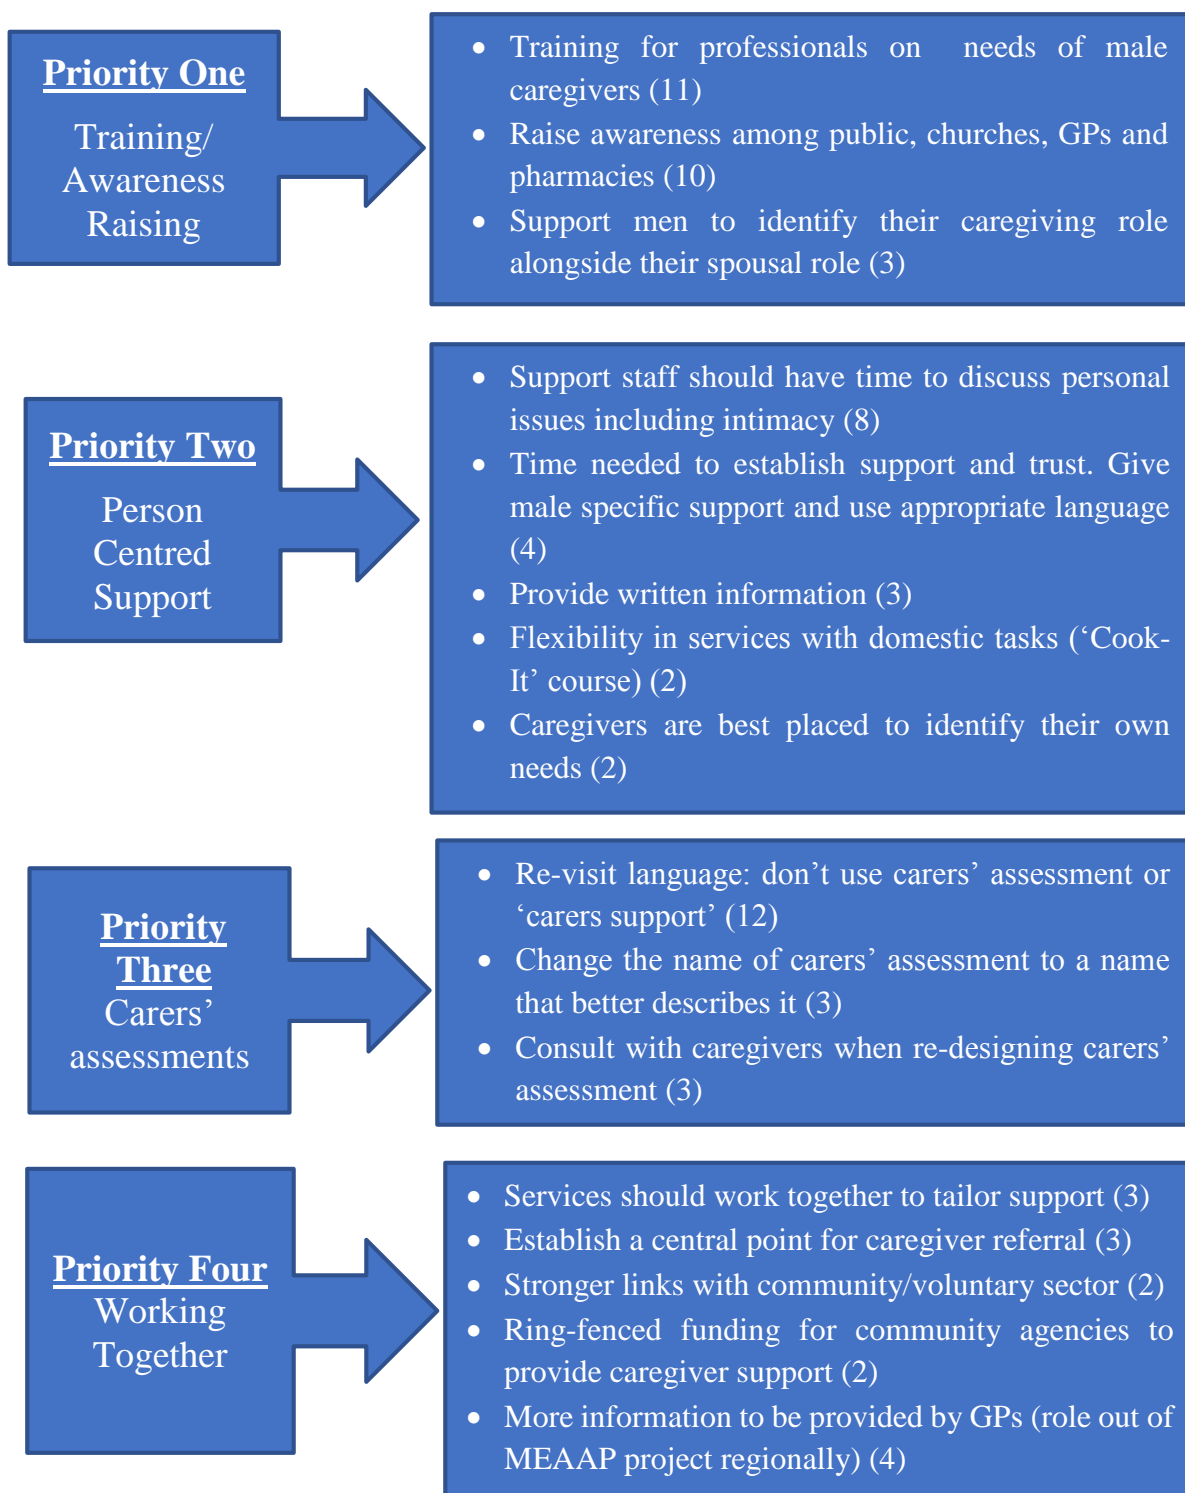 Priority One
Training/
Awareness
Raising
• Training for professionals on needs of male
caregivers (11)
• Raise awareness among public, churches, GPs and
pharmacies (10)
• Support men to identify their caregiving role
alongside their spousal role (3)
Priority Two
Person
Centred
Support
• Support staff should have time to discuss personal
issues including intimacy (8)
• Time needed to establish support and trust. Give
male specific support and use appropriate language
(4)
• Provide written information (3)
• Flexibility in services with domestic tasks (‘Cook-
It’ course) (2)
• Caregivers are best placed to identify their own
needs (2)
Priority
Three
Carers’
assessments
• Re-visit language: don’t use carers’ assessment or
‘carers support’ (12)
• Change the name of carers’ assessment to a name
that better describes it (3)
• Consult with caregivers when re-designing carers’
assessment (3)
Priority Four
Working
Together
• Services should work together to tailor support (3)
• Establish a central point for caregiver referral (3)
• Stronger links with community/voluntary sector (2)
• Ring-fenced funding for community agencies to
provide caregiver support (2)
• More information to be provided by GPs (role out of
MEAAP project regionally) (4)